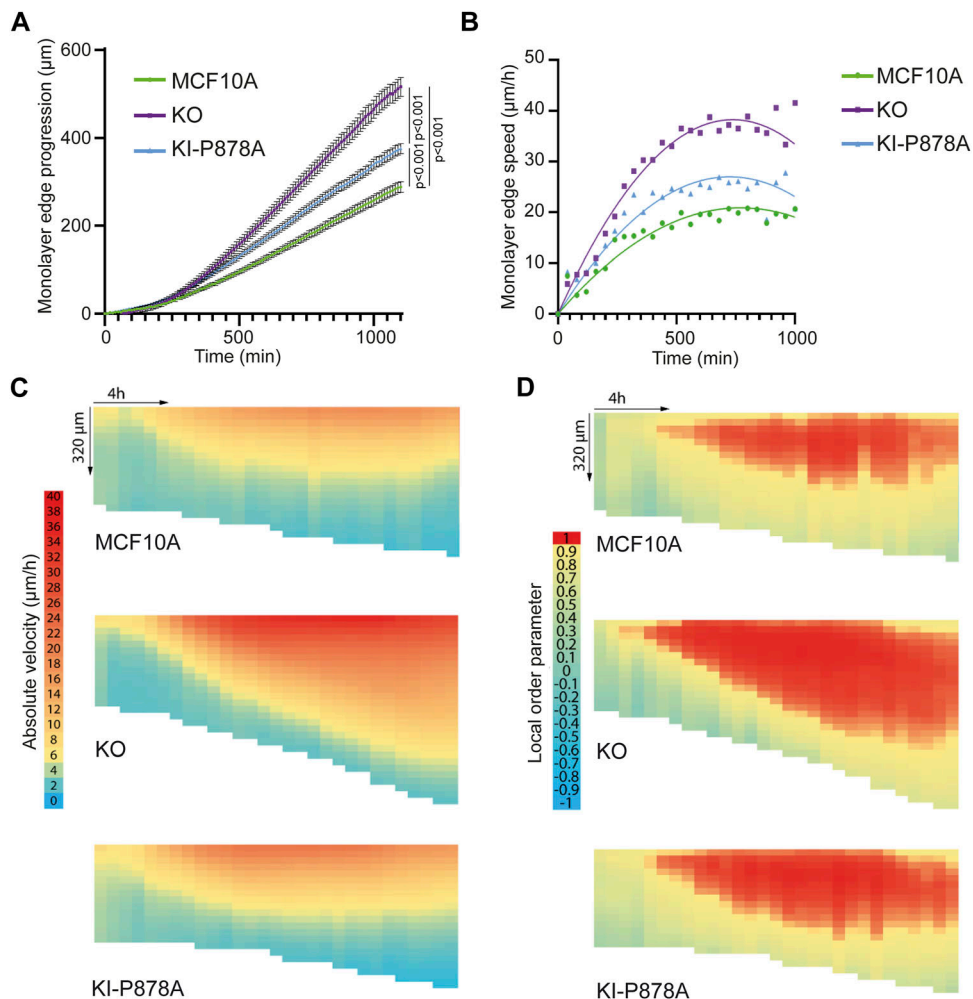 A
Monolayer edge progression (µm)
600
400
200
0
0
500
1000
Time (min)
MCF10A
KO
KI-P878A
p<0.001
p<0.001
p<0.001
B
Monolayer edge speed (µm/h)
50
40
30
20
10
0
0
500
1000
Time (min)
MCF10A
KO
KI-P878A
C
4h
320 µm
Absolute velocity (µm/h)
40
38
36
34
32
30
28
26
24
22
20
18
16
14
12
10
8
6
4
2
0
MCF10A
KO
KI-P878A
D
4h
320 µm
Local order parameter
1
0.9
0.8
0.7
0.6
0.5
0.4
0.3
0.2
0.1
0
-0.1
-0.2
-0.3
-0.4
-0.5
-0.6
-0.7
-0.8
-0.9
-1
MCF10A
KO
KI-P878A